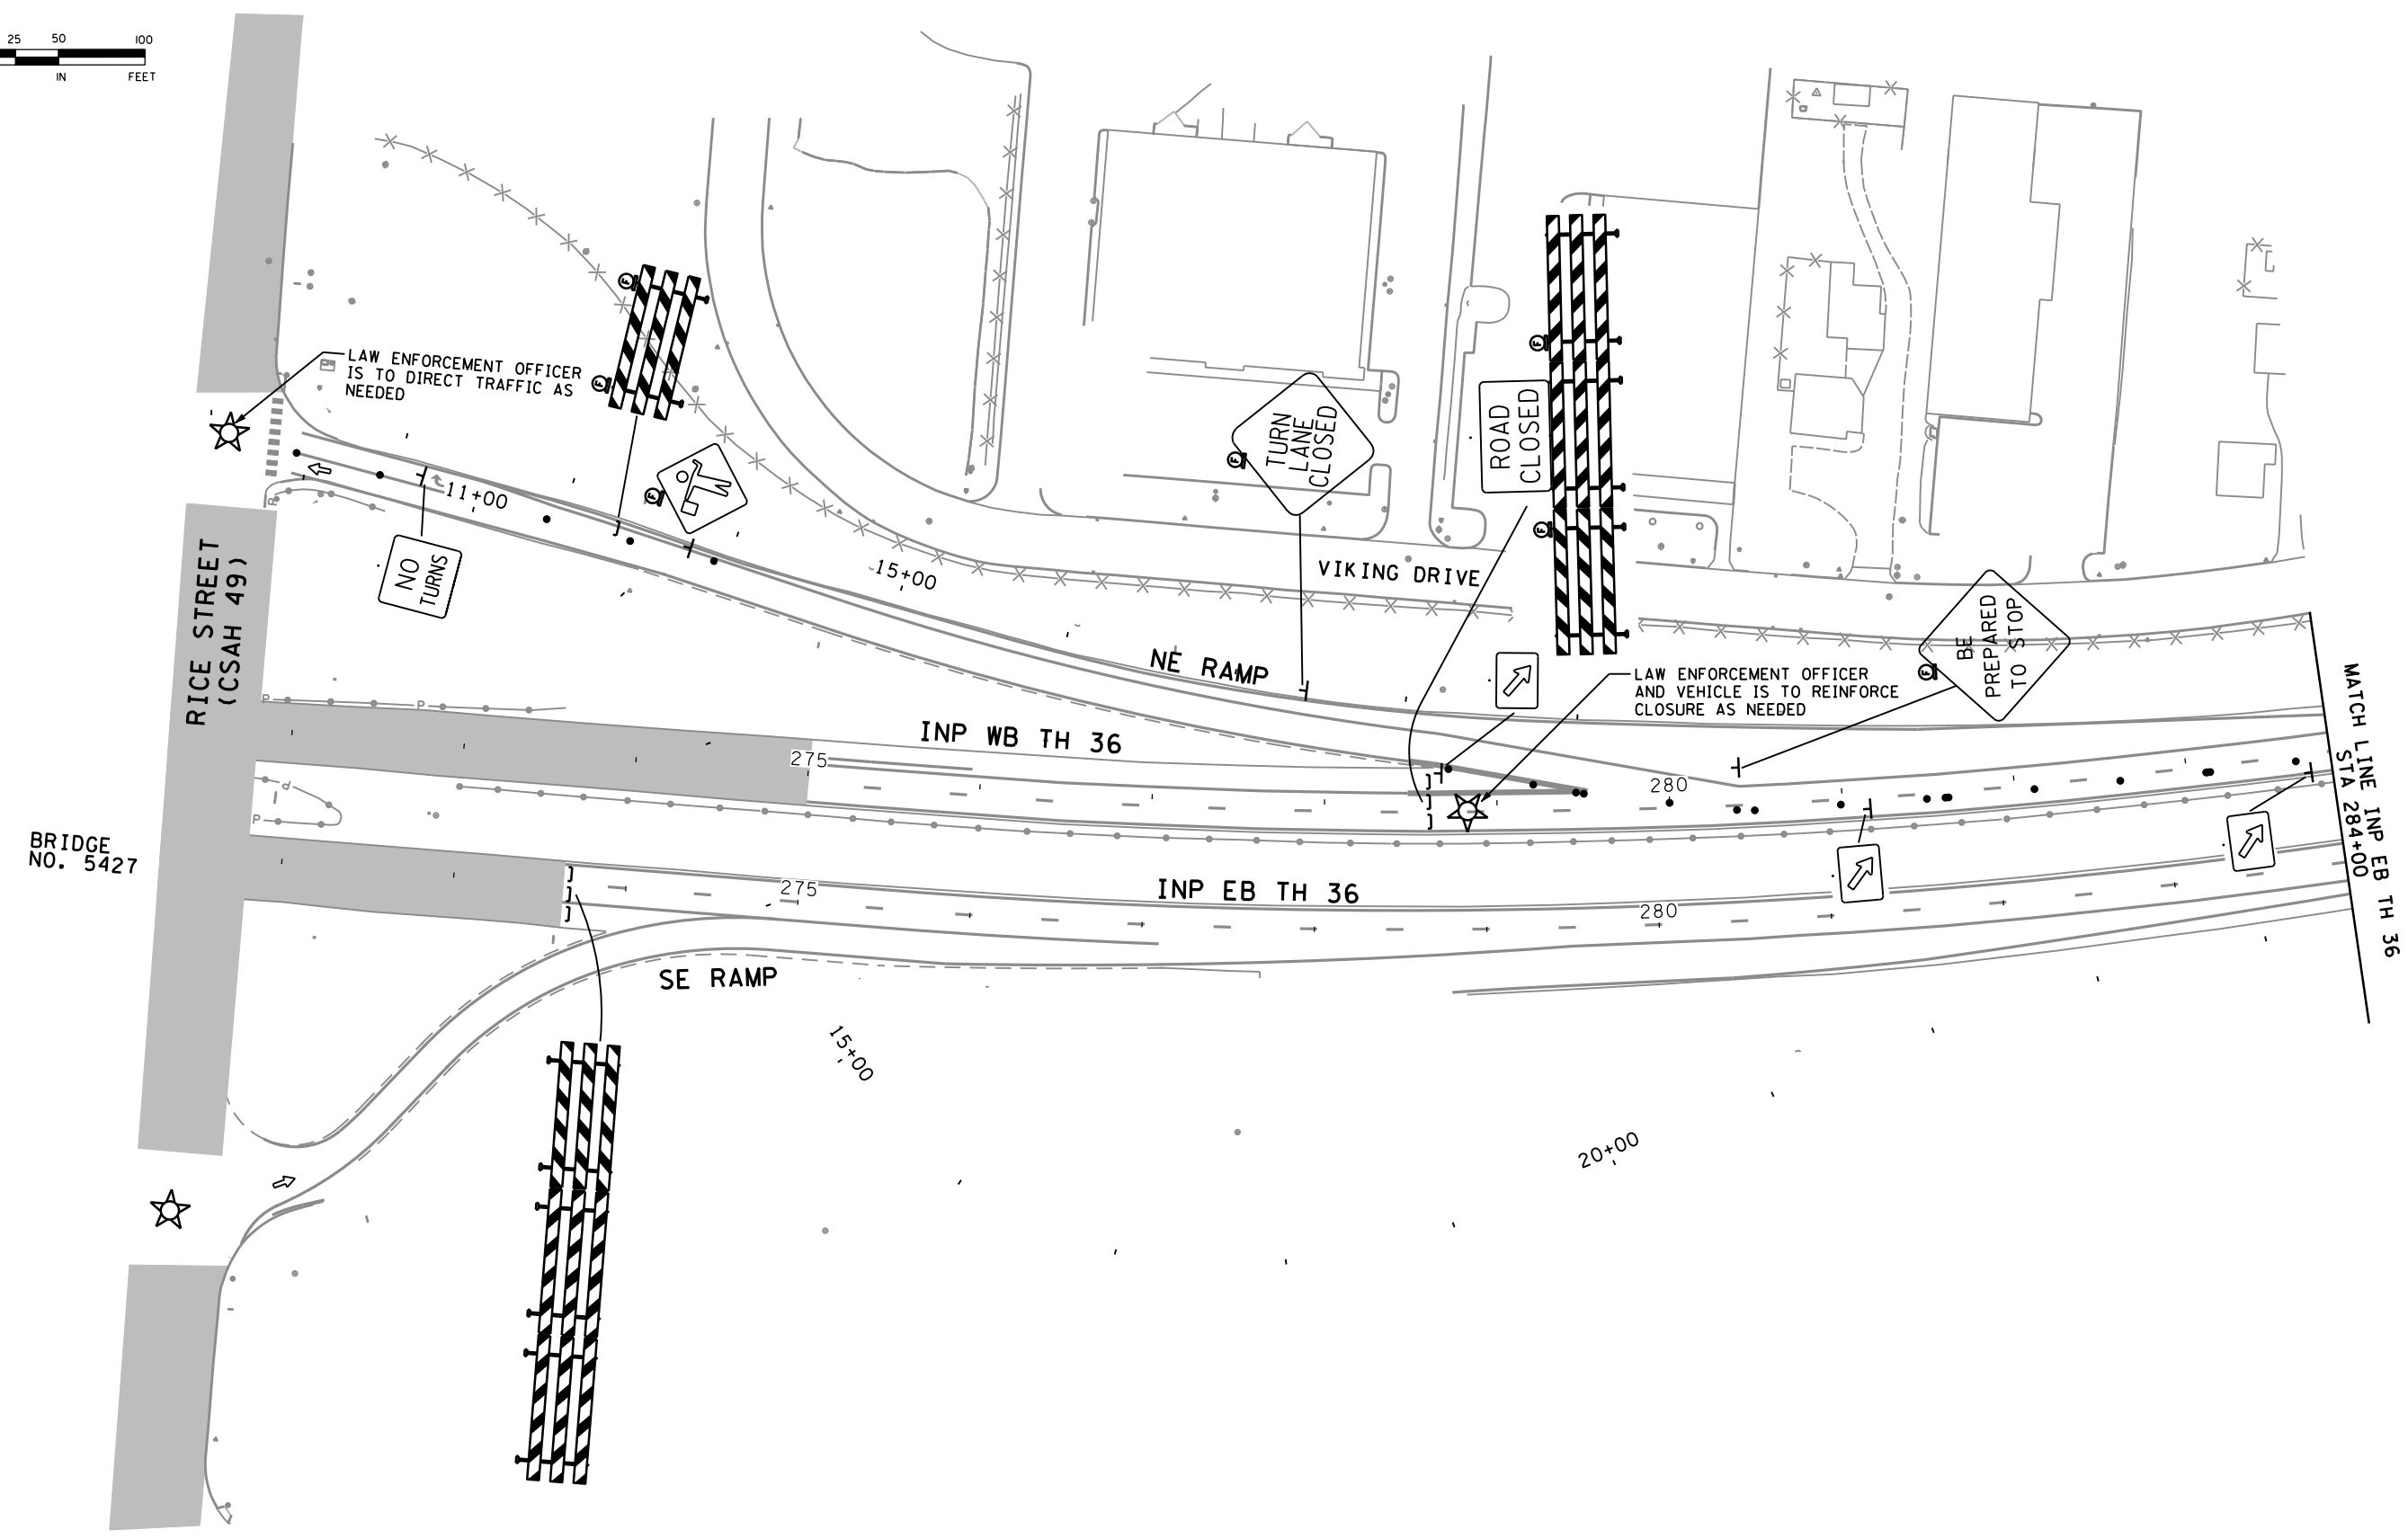 25 50 100
IN FEET
LAW ENFORCEMENT OFFICER
IS TO DIRECT TRAFFIC AS
NEEDED
F
F
F
11+00
NO
TURNS
15+00
F
TURN
LANE
CLOSED
ROAD
CLOSED
F
F
VIKING DRIVE
NE RAMP
LAW ENFORCEMENT OFFICER
AND VEHICLE IS TO REINFORCE
CLOSURE AS NEEDED
F
BE
PREPARED
TO STOP
RICE STREET
(CSAH 49)
P
P
INP WB TH 36
275
280
MATCH LINE INP EB TH 36
STA 284+00
P
P
BRIDGE
NO. 5427
275
INP EB TH 36
280
SE RAMP
15+00
20+00